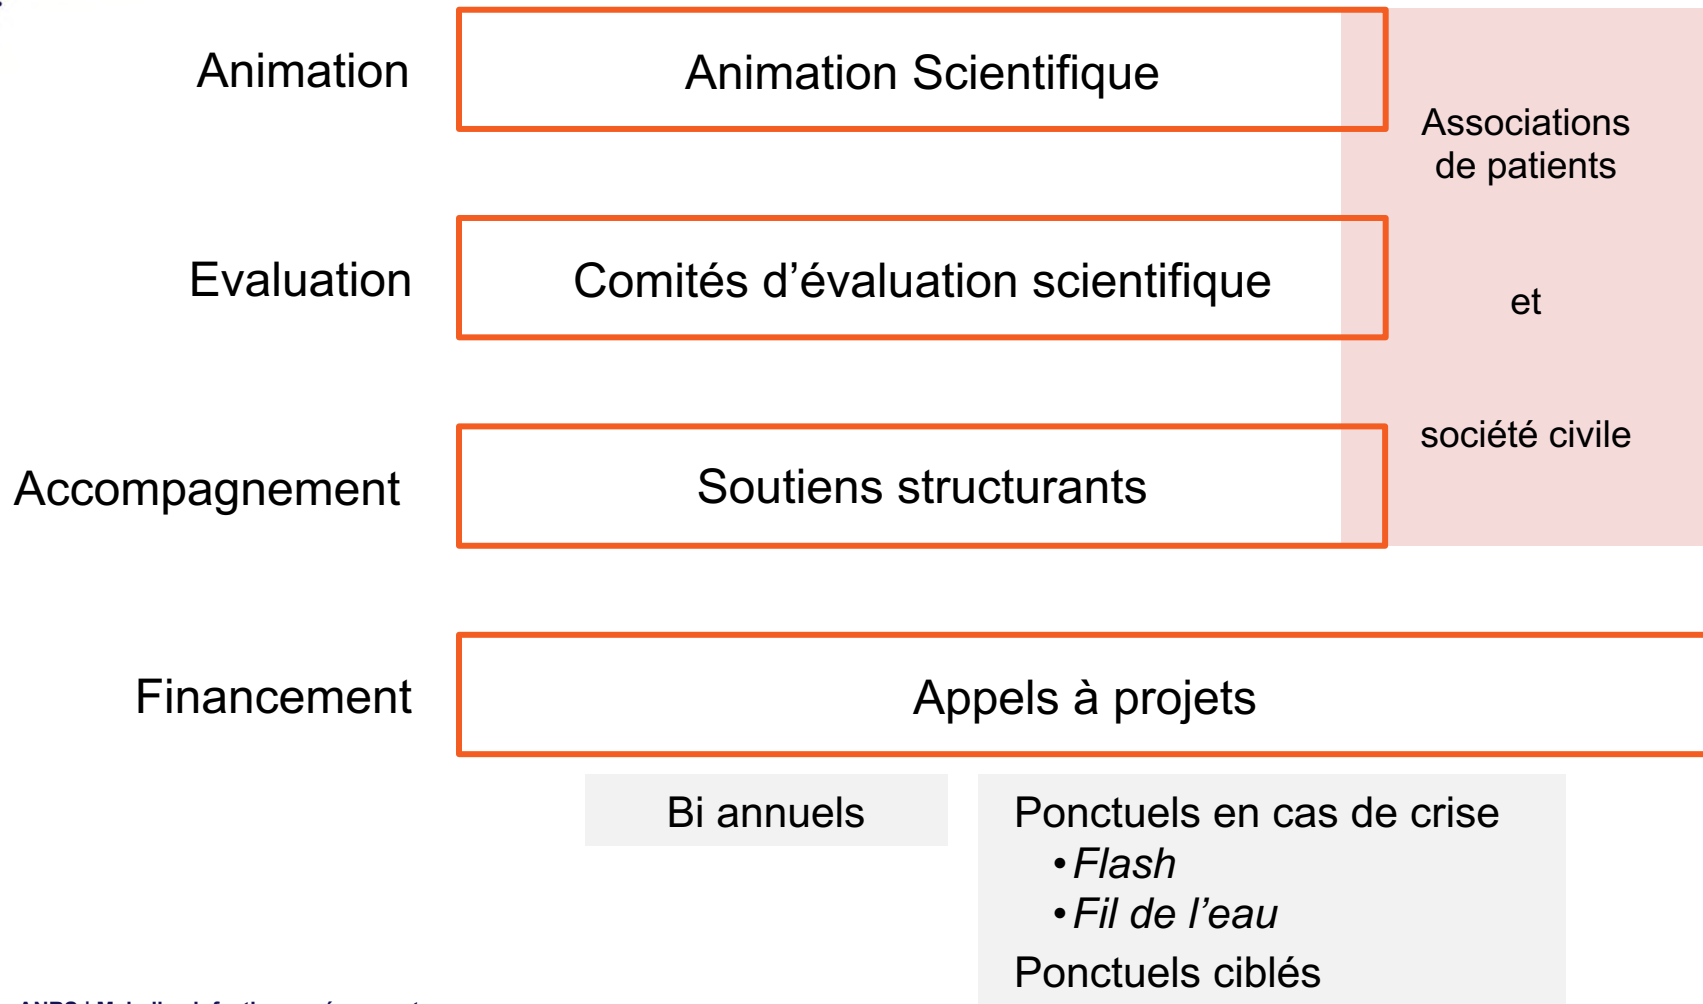 Animation
Animation Scientifique
Associations
de patients
Evaluation
Comités d’évaluation scientifique
et
société civile
Accompagnement
Soutiens structurants
Financement
Appels à projets
Bi annuels
Ponctuels en cas de crise
•Flash
•Fil de l’eau
Ponctuels ciblés